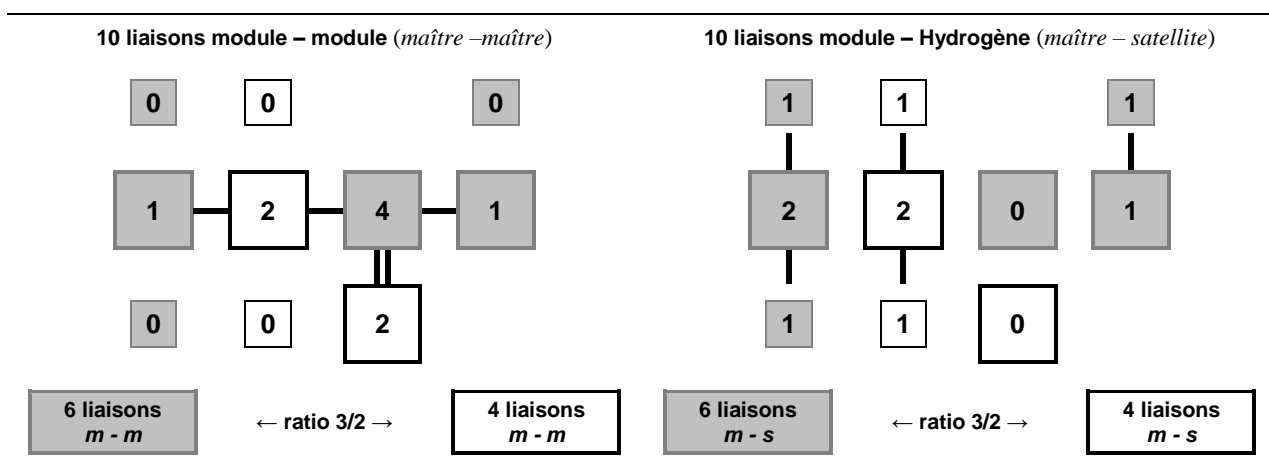 10 liaisons module – module (maître –maître)
10 liaisons module – Hydrogène (maître – satellite)
0 0 0
1 2 4 1
0 0 2
1 1 1
2 2 0 1
1 1 0
6 liaisons
m - m
← ratio 3/2 →
4 liaisons
m - m
6 liaisons
m - s
← ratio 3/2 →
4 liaisons
m - s